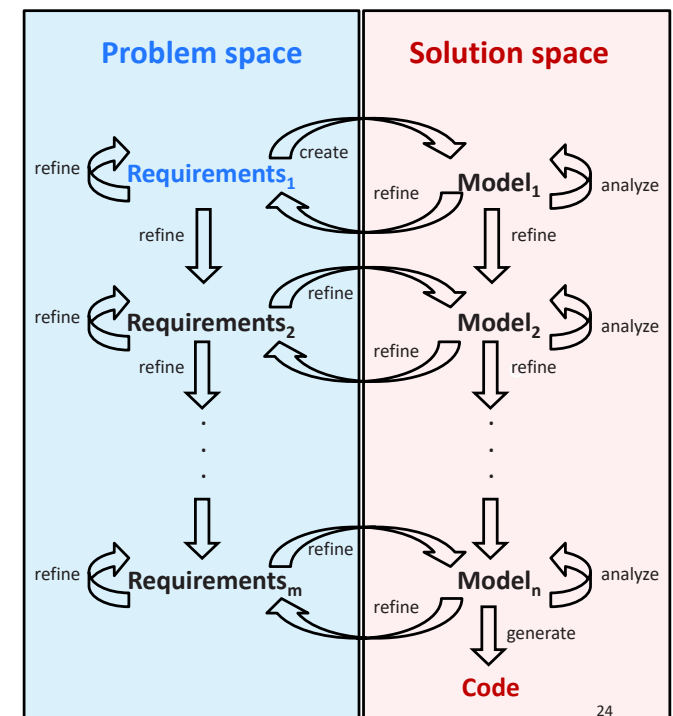 Problem space
Solution space
create
refine
Requirements₁
Model₁
refine
analyze
refine
refine
refine
refine
Requirements₂
Model₂
refine
analyze
refine
refine
.
.
.
.
.
.
refine
refine
Requirementsₘ
Modelₙ
refine
analyze
generate
Code
24